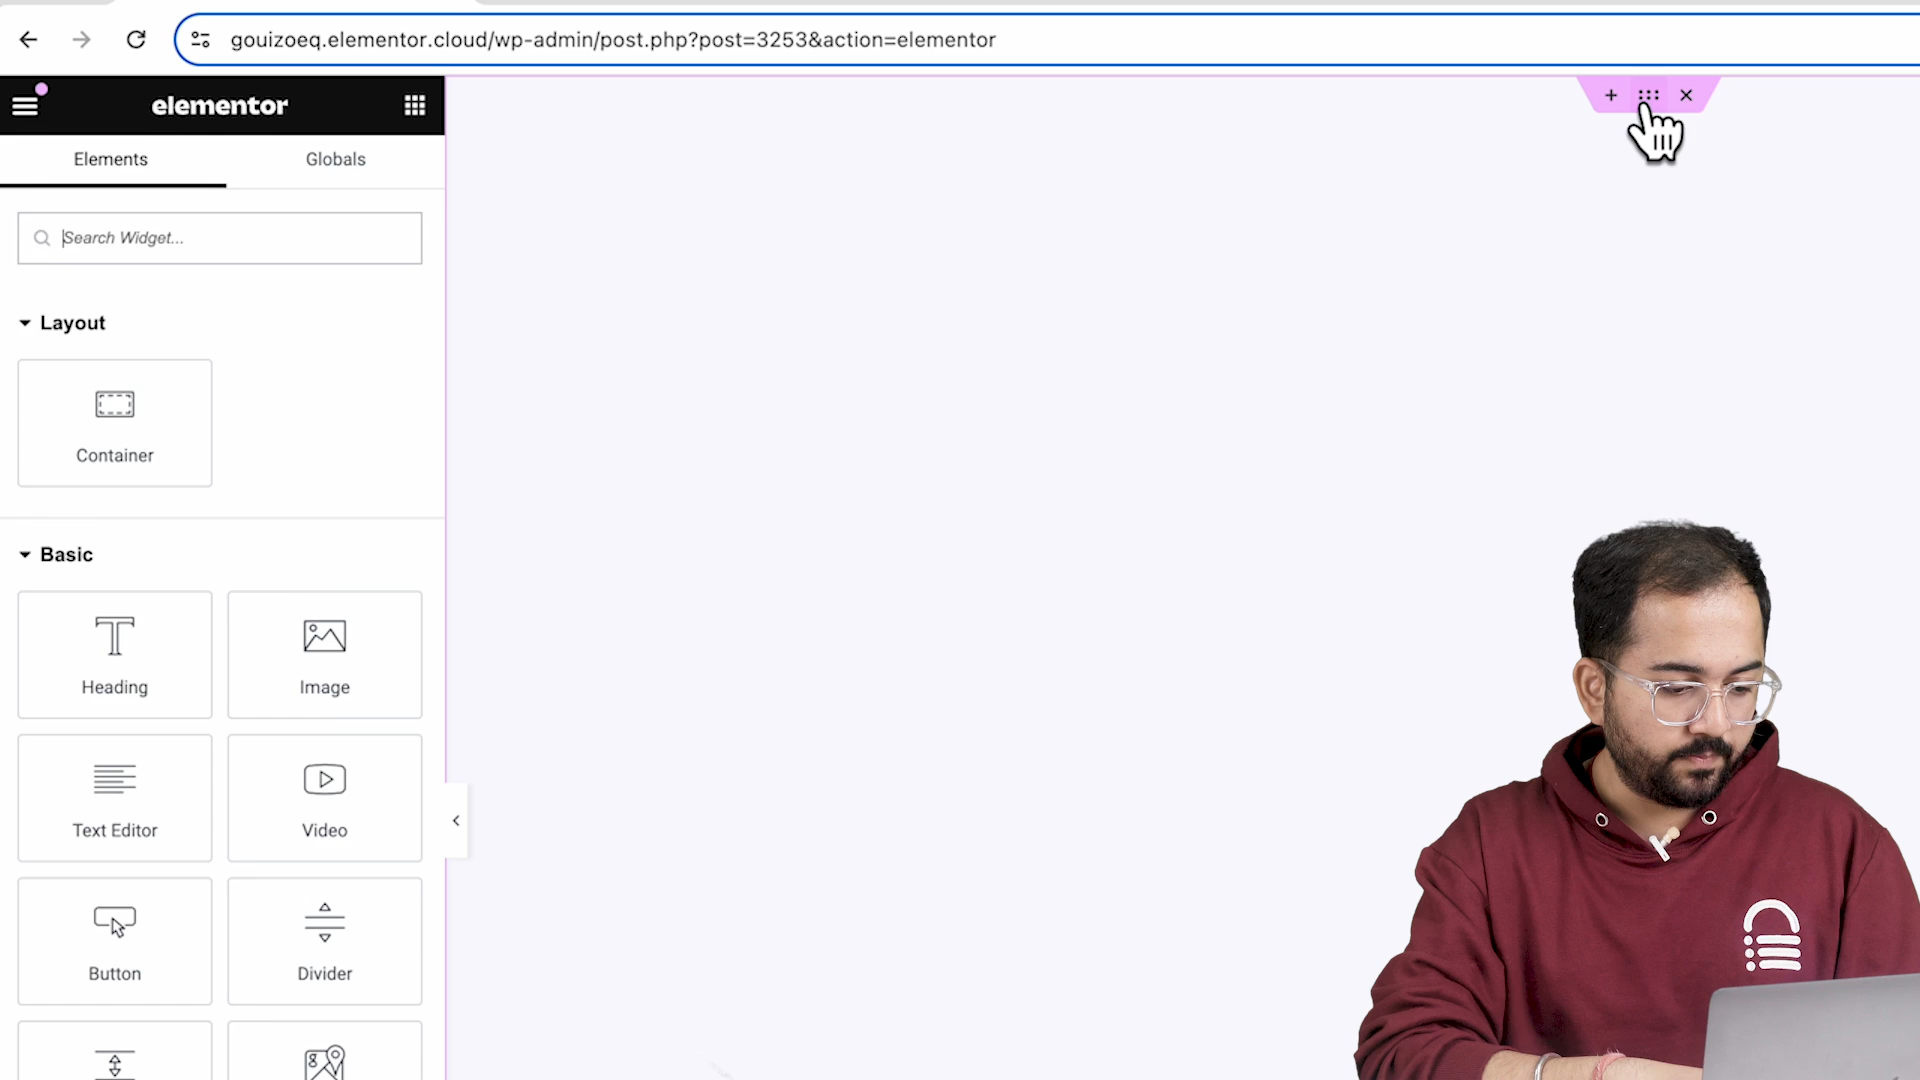 gouizoeq.elementor.cloud/wp-admin/post.php?post=3253&action=elementor
elementor
Elements
Globals
Search Widget...
Layout
Container
Basic
Heading
Image
Text Editor
Video
Button
Divider